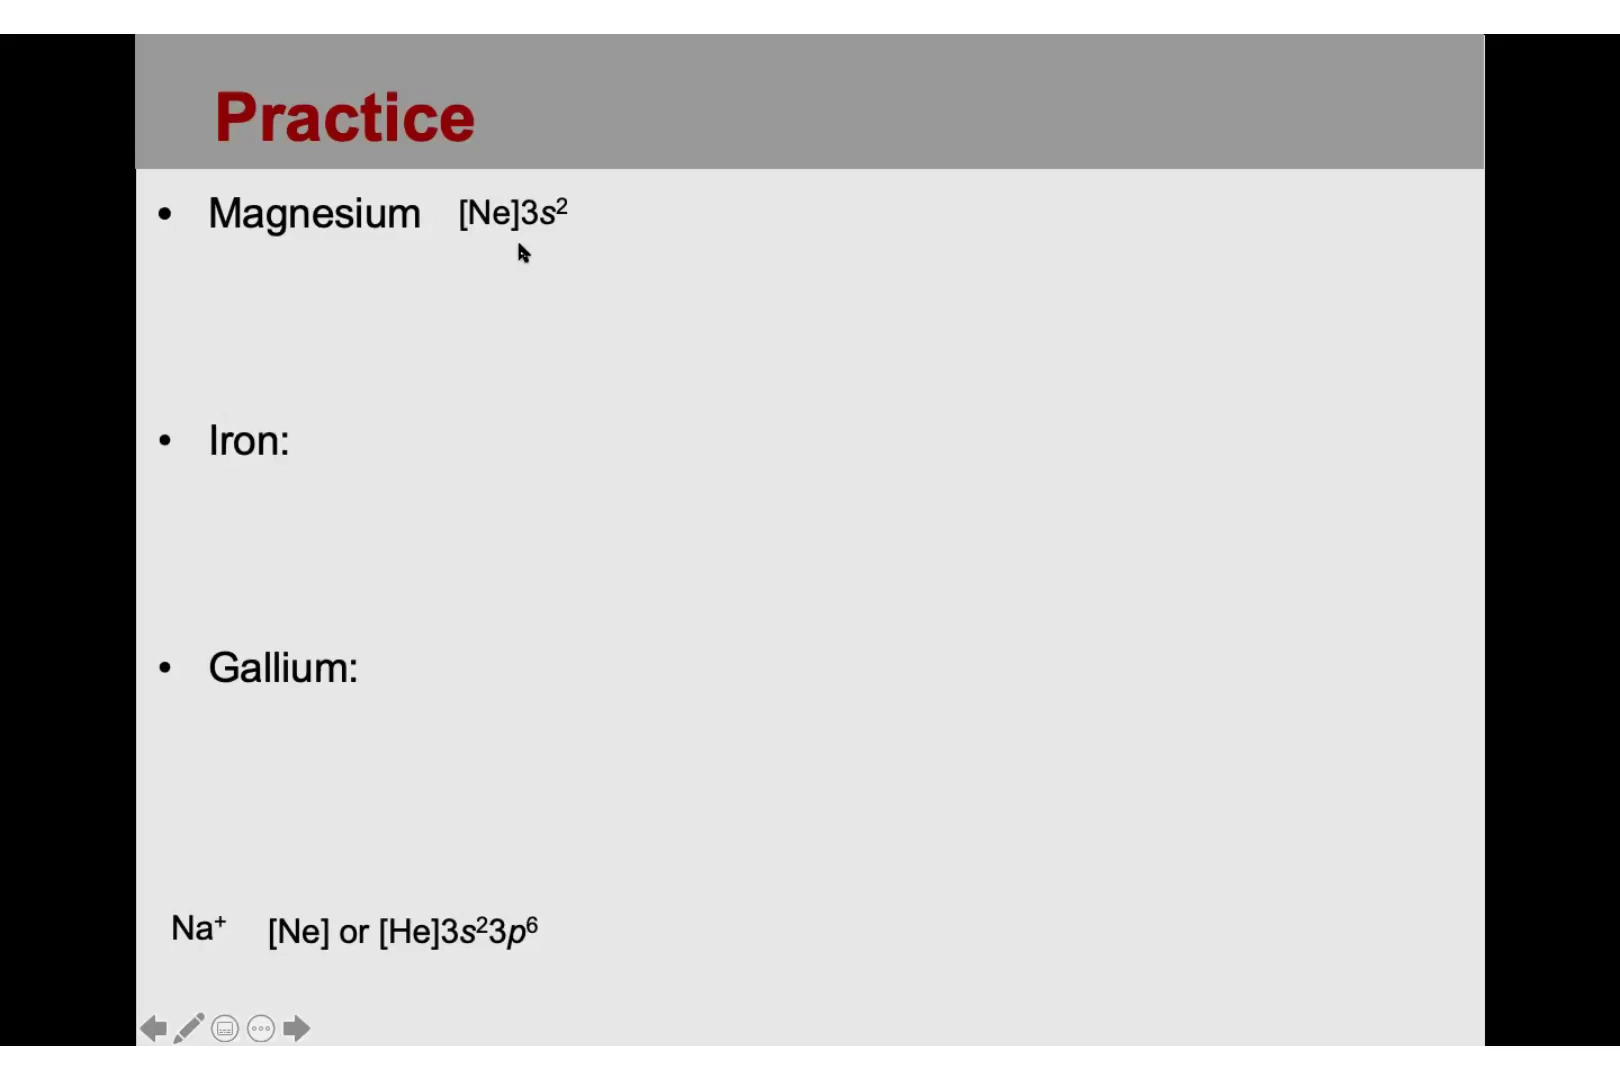 Practice
• Magnesium [Ne]3s²
• Iron:
• Gallium:
Na⁺ [Ne] or [He]3s²3p⁶